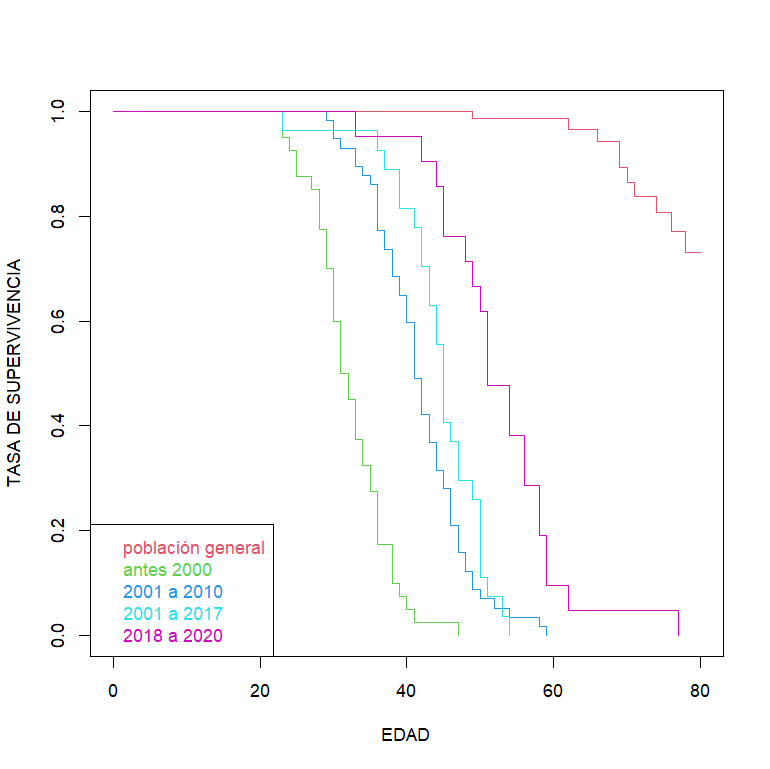 TASA DE SUPERVIVENCIA
1.0
0.8
0.6
0.4
0.2
0.0
población general
antes 2000
2001 a 2010
2001 a 2017
2018 a 2020
0 20 40 60 80
EDAD